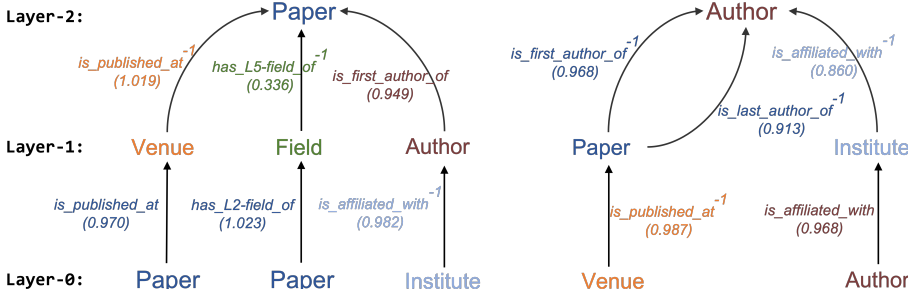 Layer-2: Paper Author
is_published_at-1 (1.019)
has_L5-field_of-1 (0.336)
is_first_author_of (0.949)
is_first_author_of-1 (0.968)
is_last_author_of-1 (0.913)
is_affiliated_with-1 (0.860)
Layer-1: Venue Field Author Paper Institute
is_published_at (0.970)
has_L2-field_of (1.023)
is_affiliated_with-1 (0.982)
is_published_at-1 (0.987)
is_affiliated_with (0.968)
Layer-0: Paper Paper Institute Venue Author